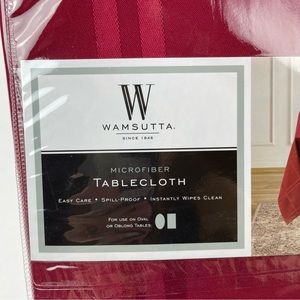 W
WAMSUTTA.
SINCE 1846
MICROFIBER
TABLECLOTH
EASY CARE • SPILL-PROOF • INSTANTLY WIPES CLEAN
FOR USE ON OVAL
OR OBLONG TABLES